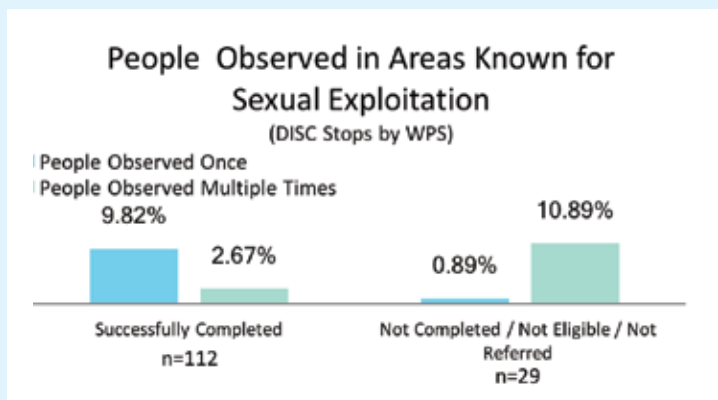 People Observed in Areas Known for
Sexual Exploitation
(DISC Stops by WPS)
People Observed Once
People Observed Multiple Times
9.82%
2.67%
0.89%
10.89%
Successfully Completed
n=112
Not Completed / Not Eligible / Not
Referred
n=29